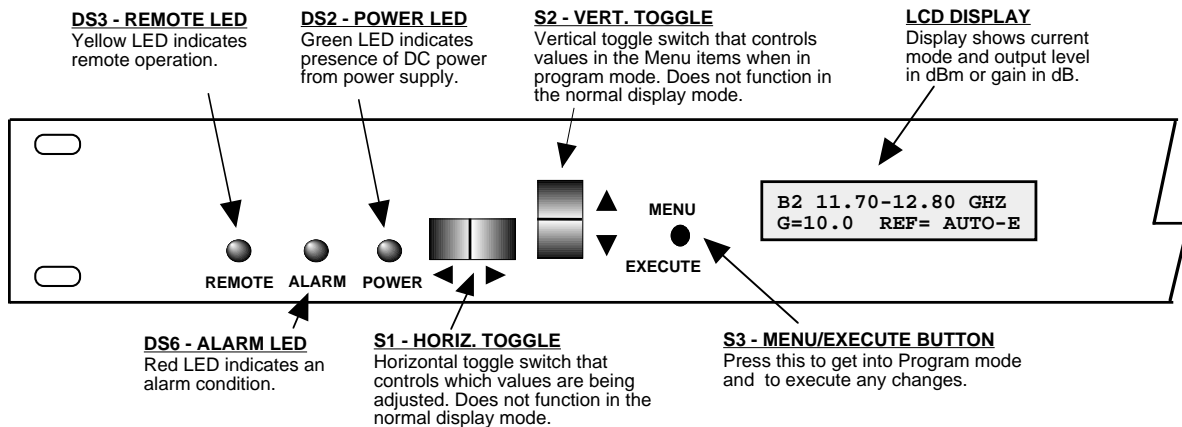 DS3 - REMOTE LED
Yellow LED indicates
remote operation.
DS2 - POWER LED
Green LED indicates
presence of DC power
from power supply.
S2 - VERT. TOGGLE
Vertical toggle switch that controls
values in the Menu items when in
program mode. Does not function in
the normal display mode.
LCD DISPLAY
Display shows current
mode and output level
in dBm or gain in dB.
B2 11.70-12.80 GHZ
G=10.0 REF= AUTO-E
MENU
EXECUTE
REMOTE
ALARM
POWER
DS6 - ALARM LED
Red LED indicates an
alarm condition.
S1 - HORIZ. TOGGLE
Horizontal toggle switch that
controls which values are being
adjusted. Does not function in the
normal display mode.
S3 - MENU/EXECUTE BUTTON
Press this to get into Program mode
and to execute any changes.